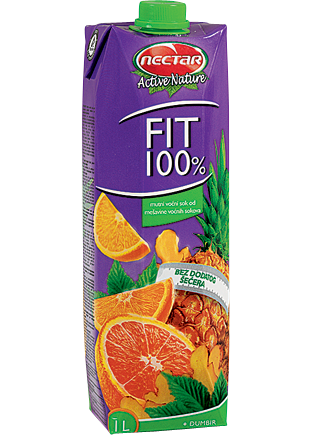 nectar
Active Nature
FIT
100%
mutni voćni sok od
mešavine voćnih sokova
BEZ DODATOG
ŠEĆERA
1L
+ ĐUMBIR